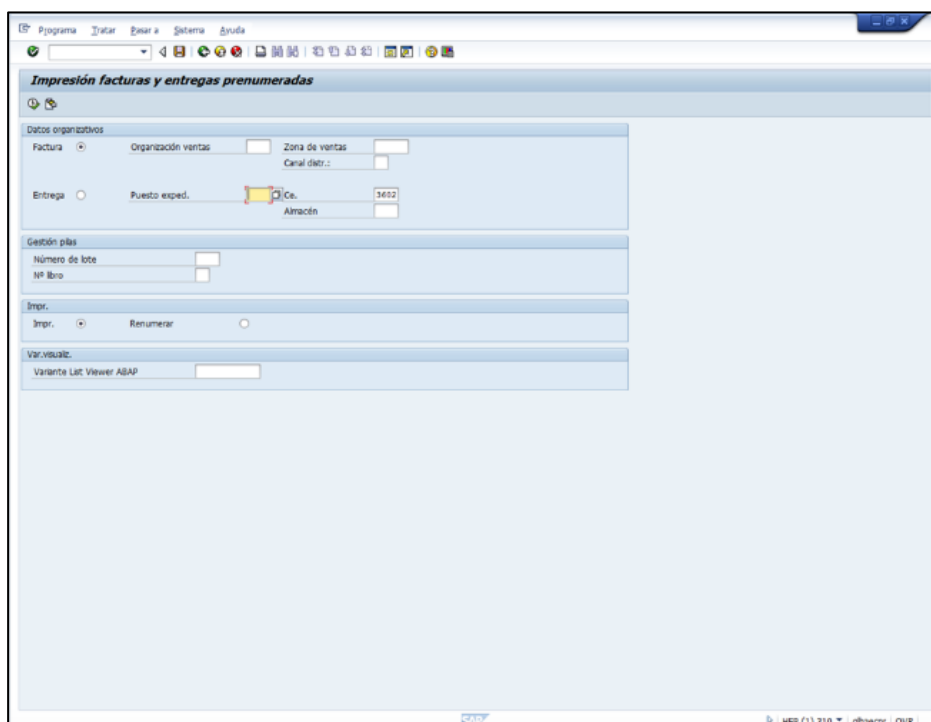 Programa Tratar Pasar a Sistema Ayuda
Impresión facturas y entregas prenumeradas
Datos organizativos
Factura Organización ventas Zona de ventas
Canal distr.:
Entrega Puesto exped. Ce. 3602
Almacén
Gestión pilas
Número de lote
Nº libro
Impr.
Impr. Renumerar
Var.visualiz.
Variante List Viewer ABAP
SAP
OVR